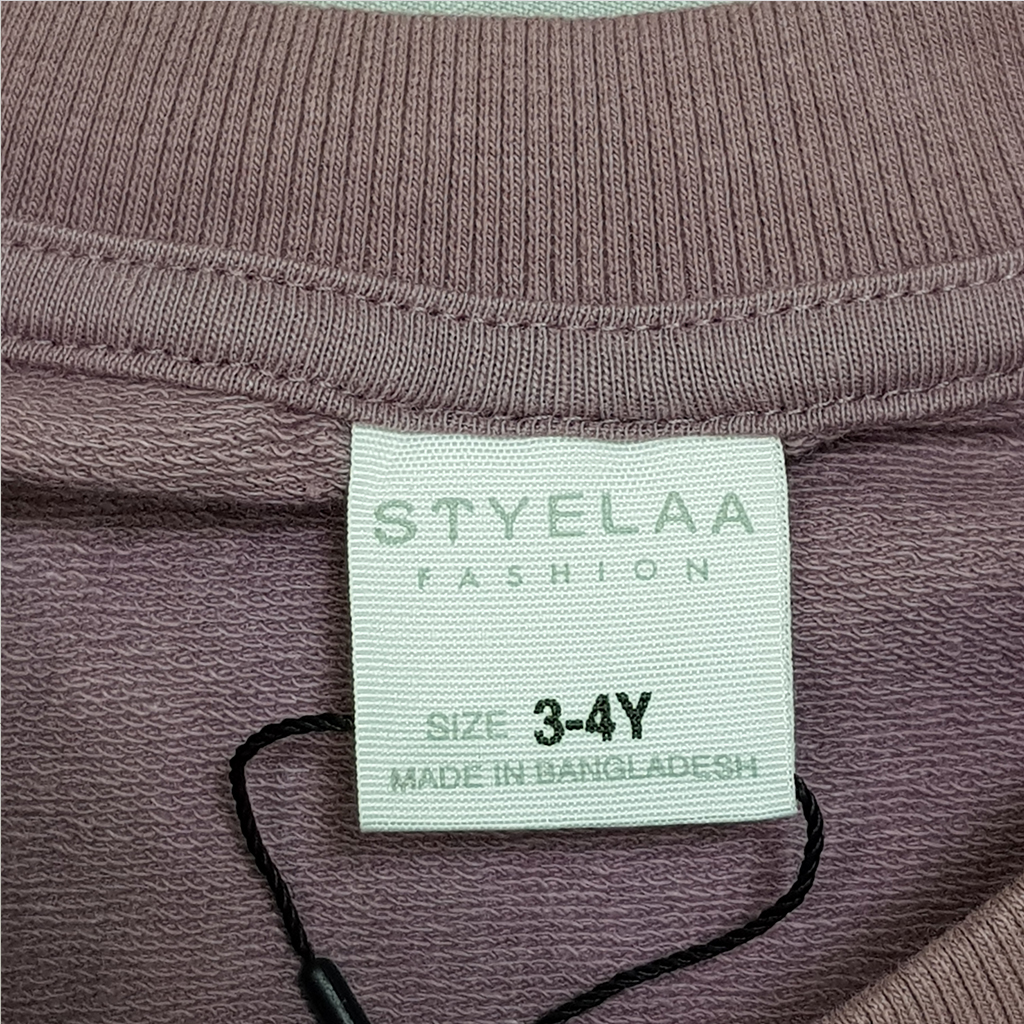 STYELAA
FASHION
SIZE 3-4Y
MADE IN BANGLADESH